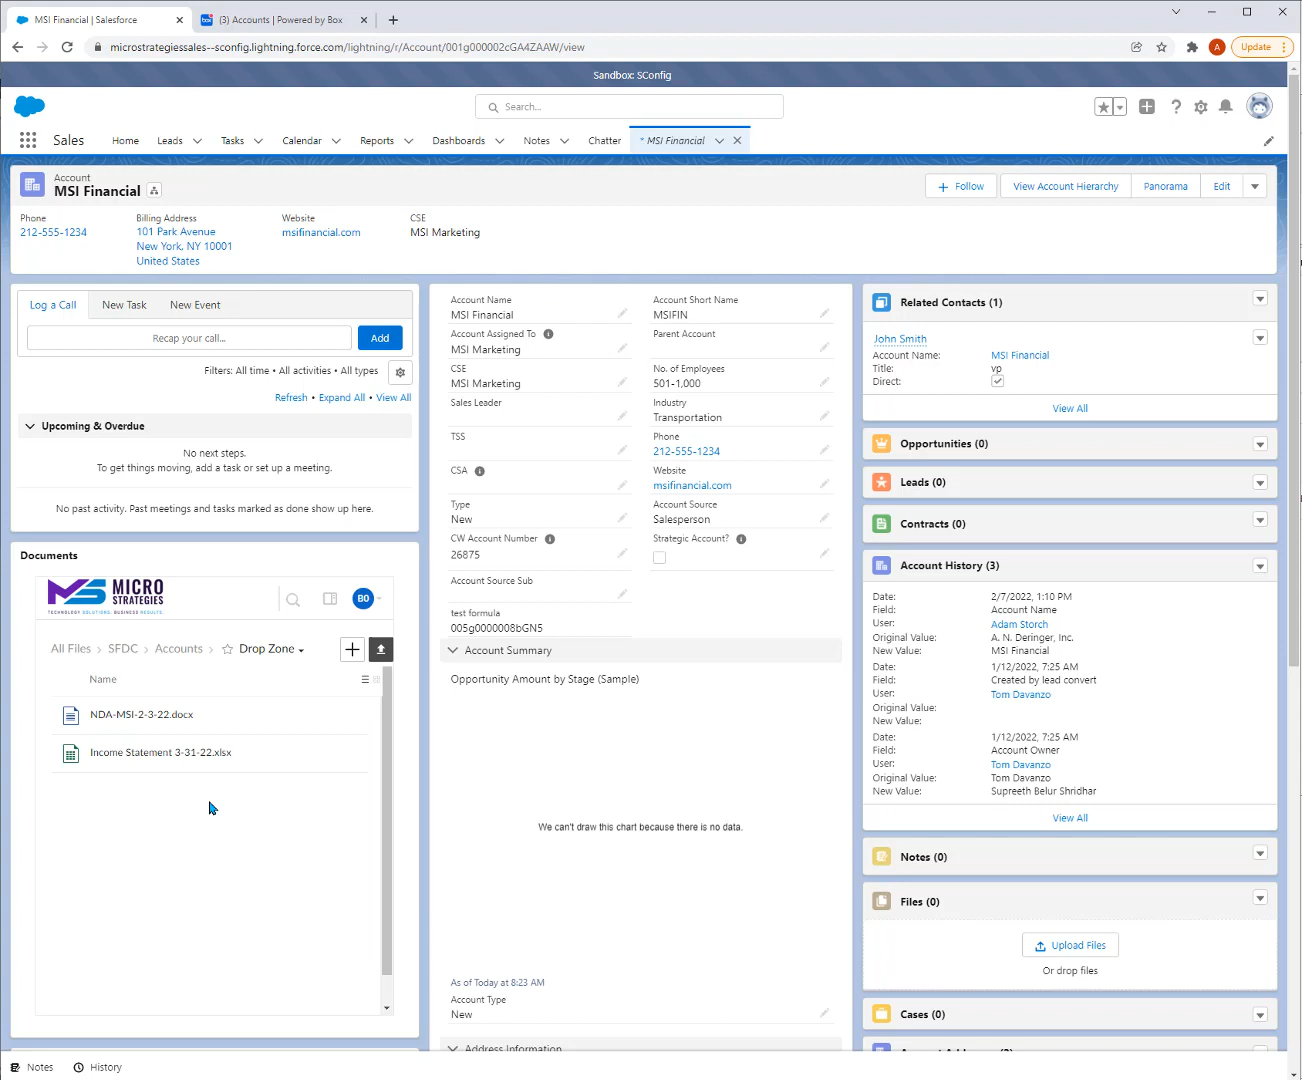 MSI Financial | Salesforce
(3) Accounts | Powered by Box
microstrategiessales--sconfig.lightning.force.com/lightning/r/Account/001g000002cGA4ZAAW/view
A
Update
Sandbox: SConfig
Search...
Sales
Home
Leads
Tasks
Calendar
Reports
Dashboards
Notes
Chatter
* MSI Financial
Account
MSI Financial
+ Follow
View Account Hierarchy
Panorama
Edit
Phone
212-555-1234
Billing Address
101 Park Avenue
New York, NY 10001
United States
Website
msifinancial.com
CSE
MSI Marketing
Log a Call
New Task
New Event
Recap your call...
Add
Filters: All time • All activities • All types
Refresh • Expand All • View All
Upcoming & Overdue
No next steps.
To get things moving, add a task or set up a meeting.
No past activity. Past meetings and tasks marked as done show up here.
Documents
MS MICRO
STRATEGIES
TECHNOLOGY SOLUTIONS. BUSINESS RESULTS.
BO
All Files > SFDC > Accounts > Drop Zone
Name
NDA-MSI-2-3-22.docx
Income Statement 3-31-22.xlsx
Account Name
MSI Financial
Account Short Name
MSIFIN
Account Assigned To
MSI Marketing
Parent Account
CSE
MSI Marketing
No. of Employees
501-1,000
Sales Leader
Industry
Transportation
TSS
Phone
212-555-1234
CSA
Website
msifinancial.com
Type
New
Account Source
Salesperson
CW Account Number
26875
Strategic Account?
Account Source Sub
test formula
005g0000008bGN5
Account Summary
Opportunity Amount by Stage (Sample)
We can't draw this chart because there is no data.
As of Today at 8:23 AM
Account Type
New
Address Information
Related Contacts (1)
John Smith
Account Name: MSI Financial
Title: vp
Direct:
View All
Opportunities (0)
Leads (0)
Contracts (0)
Account History (3)
Date: 2/7/2022, 1:10 PM
Field: Account Name
User: Adam Storch
Original Value: A. N. Deringer, Inc.
New Value: MSI Financial
Date: 1/12/2022, 7:25 AM
Field: Created by lead convert
User: Tom Davanzo
Original Value:
New Value:
Date: 1/12/2022, 7:25 AM
Field: Account Owner
User: Tom Davanzo
Original Value: Tom Davanzo
New Value: Supreeth Belur Shridhar
View All
Notes (0)
Files (0)
Upload Files
Or drop files
Cases (0)
Notes
History